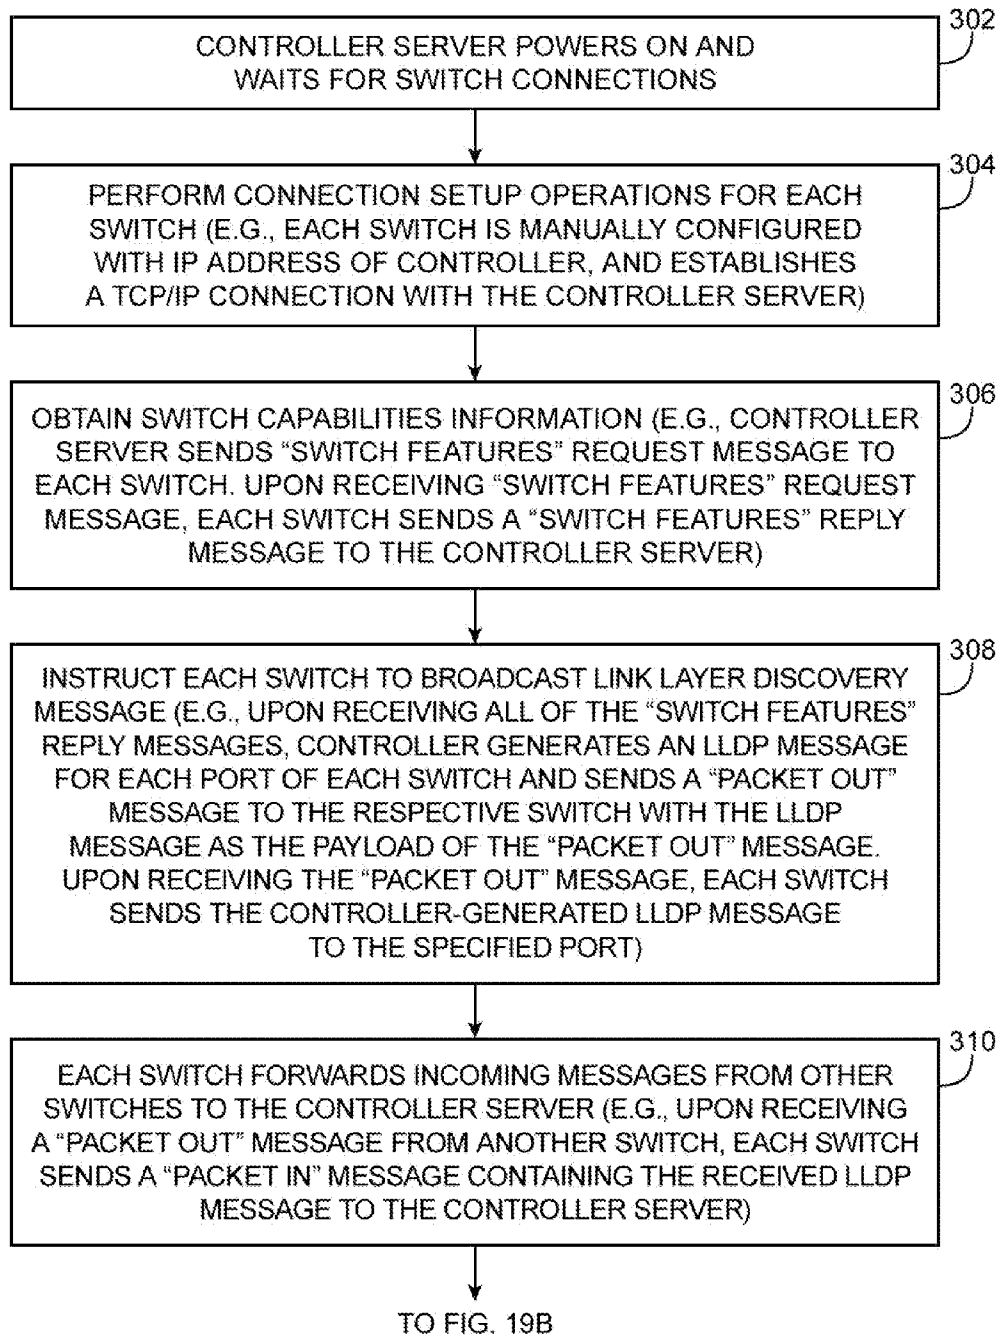 302
CONTROLLER SERVER POWERS ON AND
WAITS FOR SWITCH CONNECTIONS
304
PERFORM CONNECTION SETUP OPERATIONS FOR EACH
SWITCH (E.G., EACH SWITCH IS MANUALLY CONFIGURED
WITH IP ADDRESS OF CONTROLLER, AND ESTABLISHES
A TCP/IP CONNECTION WITH THE CONTROLLER SERVER)
306
OBTAIN SWITCH CAPABILITIES INFORMATION (E.G., CONTROLLER
SERVER SENDS “SWITCH FEATURES” REQUEST MESSAGE TO
EACH SWITCH. UPON RECEIVING “SWITCH FEATURES” REQUEST
MESSAGE, EACH SWITCH SENDS A “SWITCH FEATURES” REPLY
MESSAGE TO THE CONTROLLER SERVER)
308
INSTRUCT EACH SWITCH TO BROADCAST LINK LAYER DISCOVERY
MESSAGE (E.G., UPON RECEIVING ALL OF THE “SWITCH FEATURES”
REPLY MESSAGES, CONTROLLER GENERATES AN LLDP MESSAGE
FOR EACH PORT OF EACH SWITCH AND SENDS A “PACKET OUT”
MESSAGE TO THE RESPECTIVE SWITCH WITH THE LLDP
MESSAGE AS THE PAYLOAD OF THE “PACKET OUT” MESSAGE.
UPON RECEIVING THE “PACKET OUT” MESSAGE, EACH SWITCH
SENDS THE CONTROLLER-GENERATED LLDP MESSAGE
TO THE SPECIFIED PORT)
310
EACH SWITCH FORWARDS INCOMING MESSAGES FROM OTHER
SWITCHES TO THE CONTROLLER SERVER (E.G., UPON RECEIVING
A “PACKET OUT” MESSAGE FROM ANOTHER SWITCH, EACH SWITCH
SENDS A “PACKET IN” MESSAGE CONTAINING THE RECEIVED LLDP
MESSAGE TO THE CONTROLLER SERVER)
TO FIG. 19B